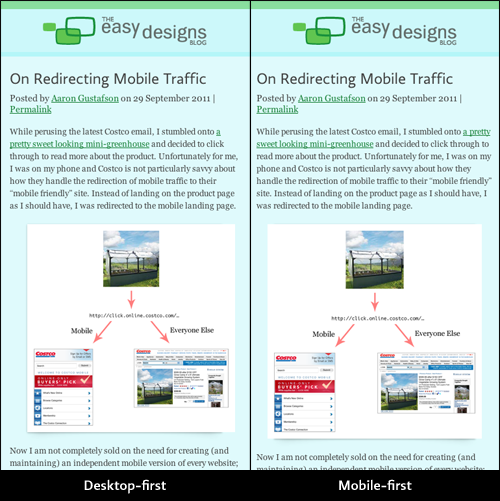 THE
easy designs
BLOG
On Redirecting Mobile Traffic
Posted by Aaron Gustafson on 29 September 2011 |
Permalink
While perusing the latest Costco email, I stumbled onto a
pretty sweet looking mini-greenhouse and decided to click
through to read more about the product. Unfortunately for me,
I was on my phone and Costco is not particularly savvy about
how they handle the redirection of mobile traffic to their
“mobile friendly” site. Instead of landing on the product page
as I should have, I was redirected to the mobile landing page.
http://click.online.costco.com/…
Mobile
Everyone Else
COSTCO
BUYERS' PICK
Now I am not completely sold on the need for creating (and
maintaining) an independent mobile version of every website;
Desktop-first
THE
easy designs
BLOG
On Redirecting Mobile Traffic
Posted by Aaron Gustafson on 29 September 2011 |
Permalink
While perusing the latest Costco email, I stumbled onto a
pretty sweet looking mini-greenhouse and decided to click
through to read more about the product. Unfortunately for me,
I was on my phone and Costco is not particularly savvy about
how they handle the redirection of mobile traffic to their
“mobile friendly” site. Instead of landing on the product page
as I should have, I was redirected to the mobile landing page.
http://click.online.costco.com/…
Mobile
Everyone Else
COSTCO
BUYERS' PICK
Now I am not completely sold on the need for creating (and
maintaining) an independent mobile version of every website;
Mobile-first